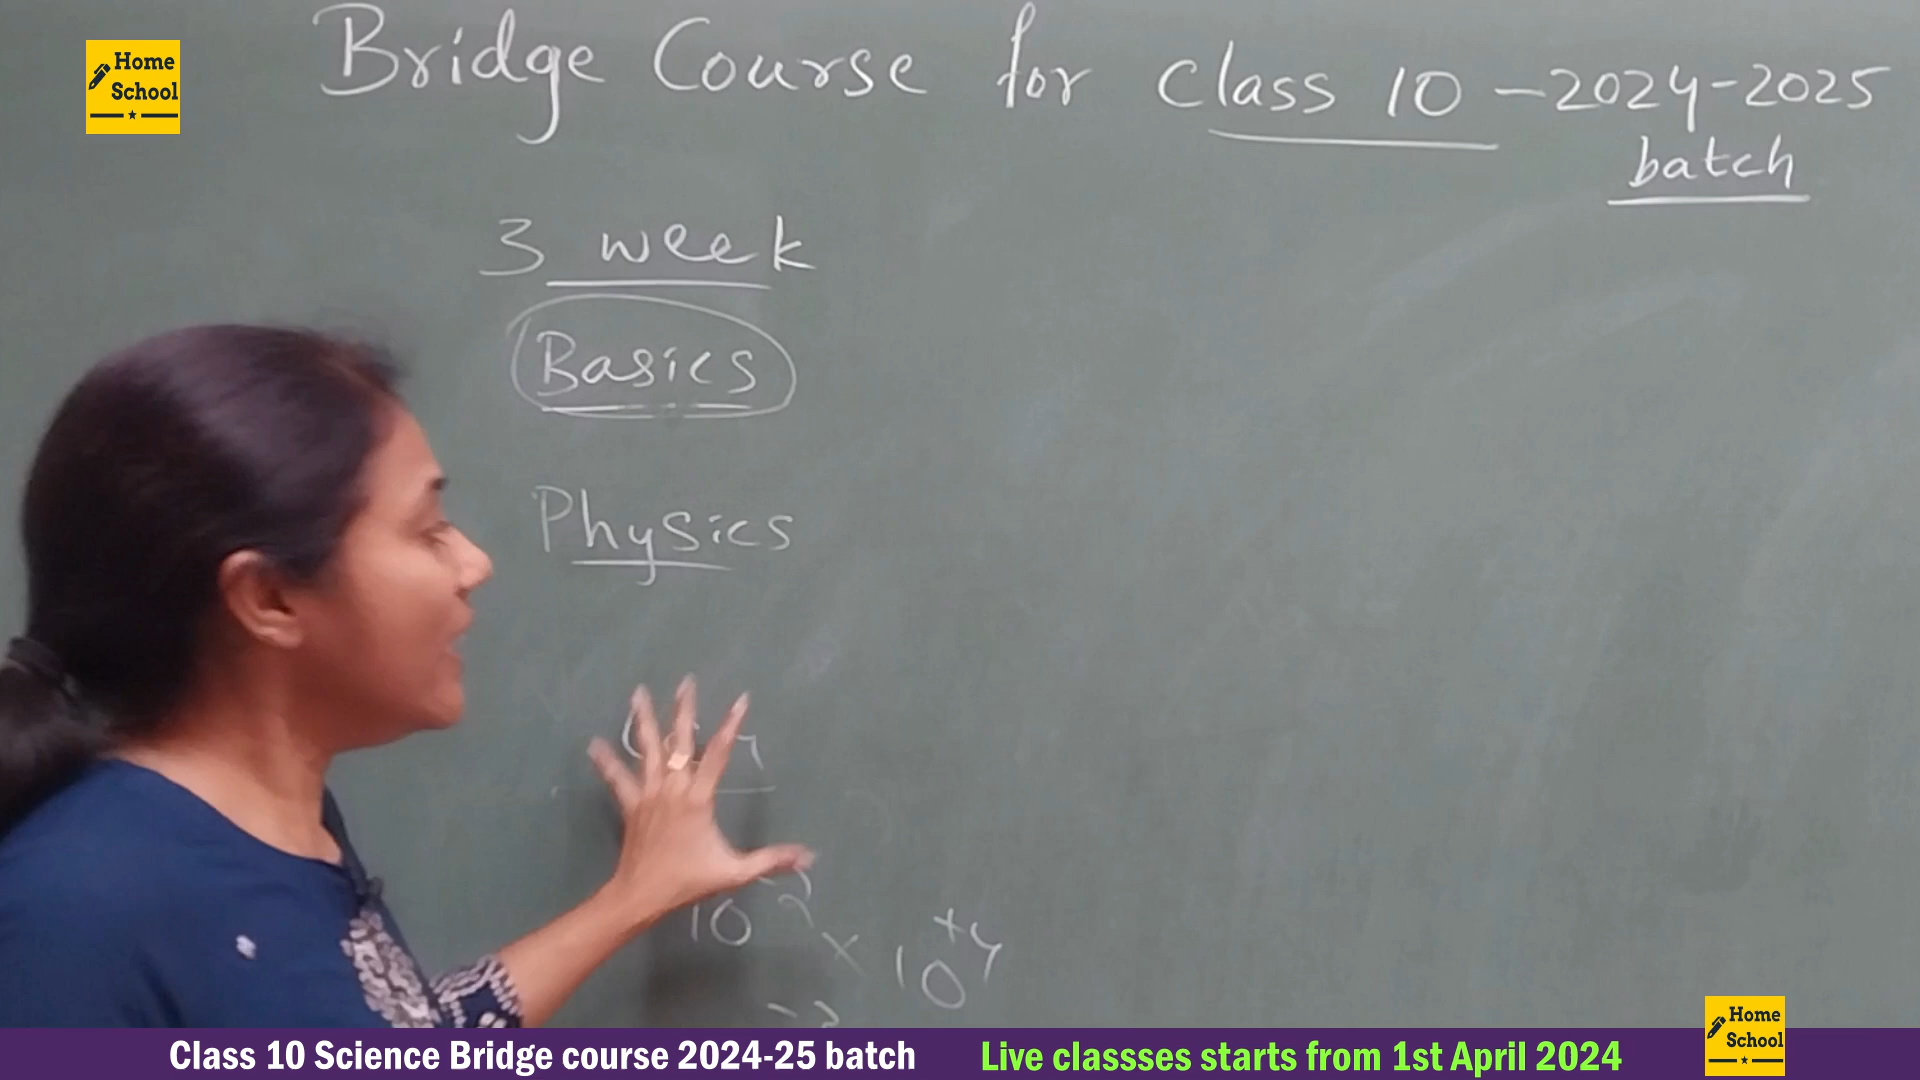 Home
School
Bridge Course for Class 10 - 2024-2025
batch
3 week
Basics
Physics
10 × 10⁺⁴
Class 10 Science Bridge course 2024-25 batch
Live classses starts from 1st April 2024
Home
School